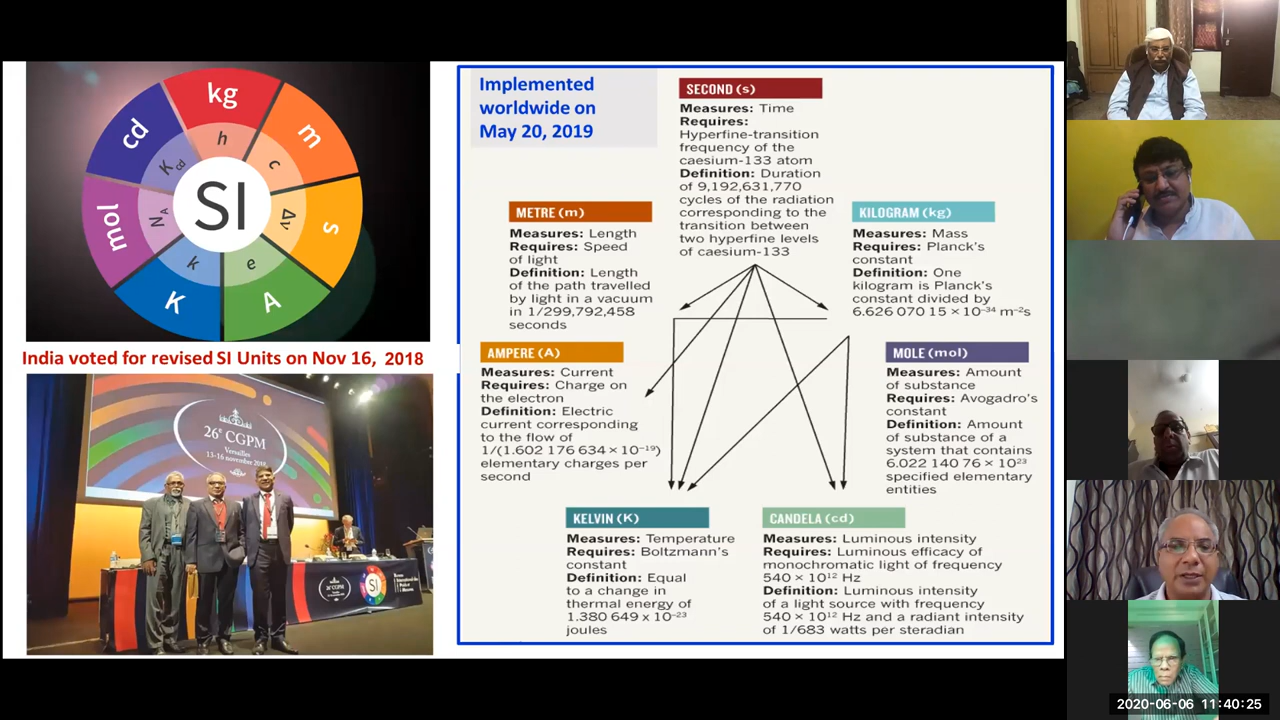 kg
m
s
A
K
mol
cd
h
c
Δν
e
k
N_A
K_cd
SI
India voted for revised SI Units on Nov 16, 2018
26e CGPM
Versailles
13-16 novembre 2018
26e CGPM
SI
Implemented
worldwide on
May 20, 2019
SECOND (s)
Measures: Time
Requires:
Hyperfine-transition
frequency of the
caesium-133 atom
Definition: Duration
of 9,192,631,770
cycles of the radiation
corresponding to the
transition between
two hyperfine levels
of caesium-133
METRE (m)
Measures: Length
Requires: Speed
of light
Definition: Length
of the path travelled
by light in a vacuum
in 1/299,792,458
seconds
KILOGRAM (kg)
Measures: Mass
Requires: Planck's
constant
Definition: One
kilogram is Planck's
constant divided by
6.626 070 15 × 10⁻³⁴ m⁻²s
AMPERE (A)
Measures: Current
Requires: Charge on
the electron
Definition: Electric
current corresponding
to the flow of
1/(1.602 176 634 × 10⁻¹⁹)
elementary charges per
second
MOLE (mol)
Measures: Amount
of substance
Requires: Avogadro's
constant
Definition: Amount
of substance of a
system that contains
6.022 140 76 × 10²³
specified elementary
entities
KELVIN (K)
Measures: Temperature
Requires: Boltzmann's
constant
Definition: Equal
to a change in
thermal energy of
1.380 649 x 10⁻²³
joules
CANDELA (cd)
Measures: Luminous intensity
Requires: Luminous efficacy of
monochromatic light of frequency
540 × 10¹² Hz
Definition: Luminous intensity
of a light source with frequency
540 × 10¹² Hz and a radiant intensity
of 1/683 watts per steradian
2020-06-06 11:40:25